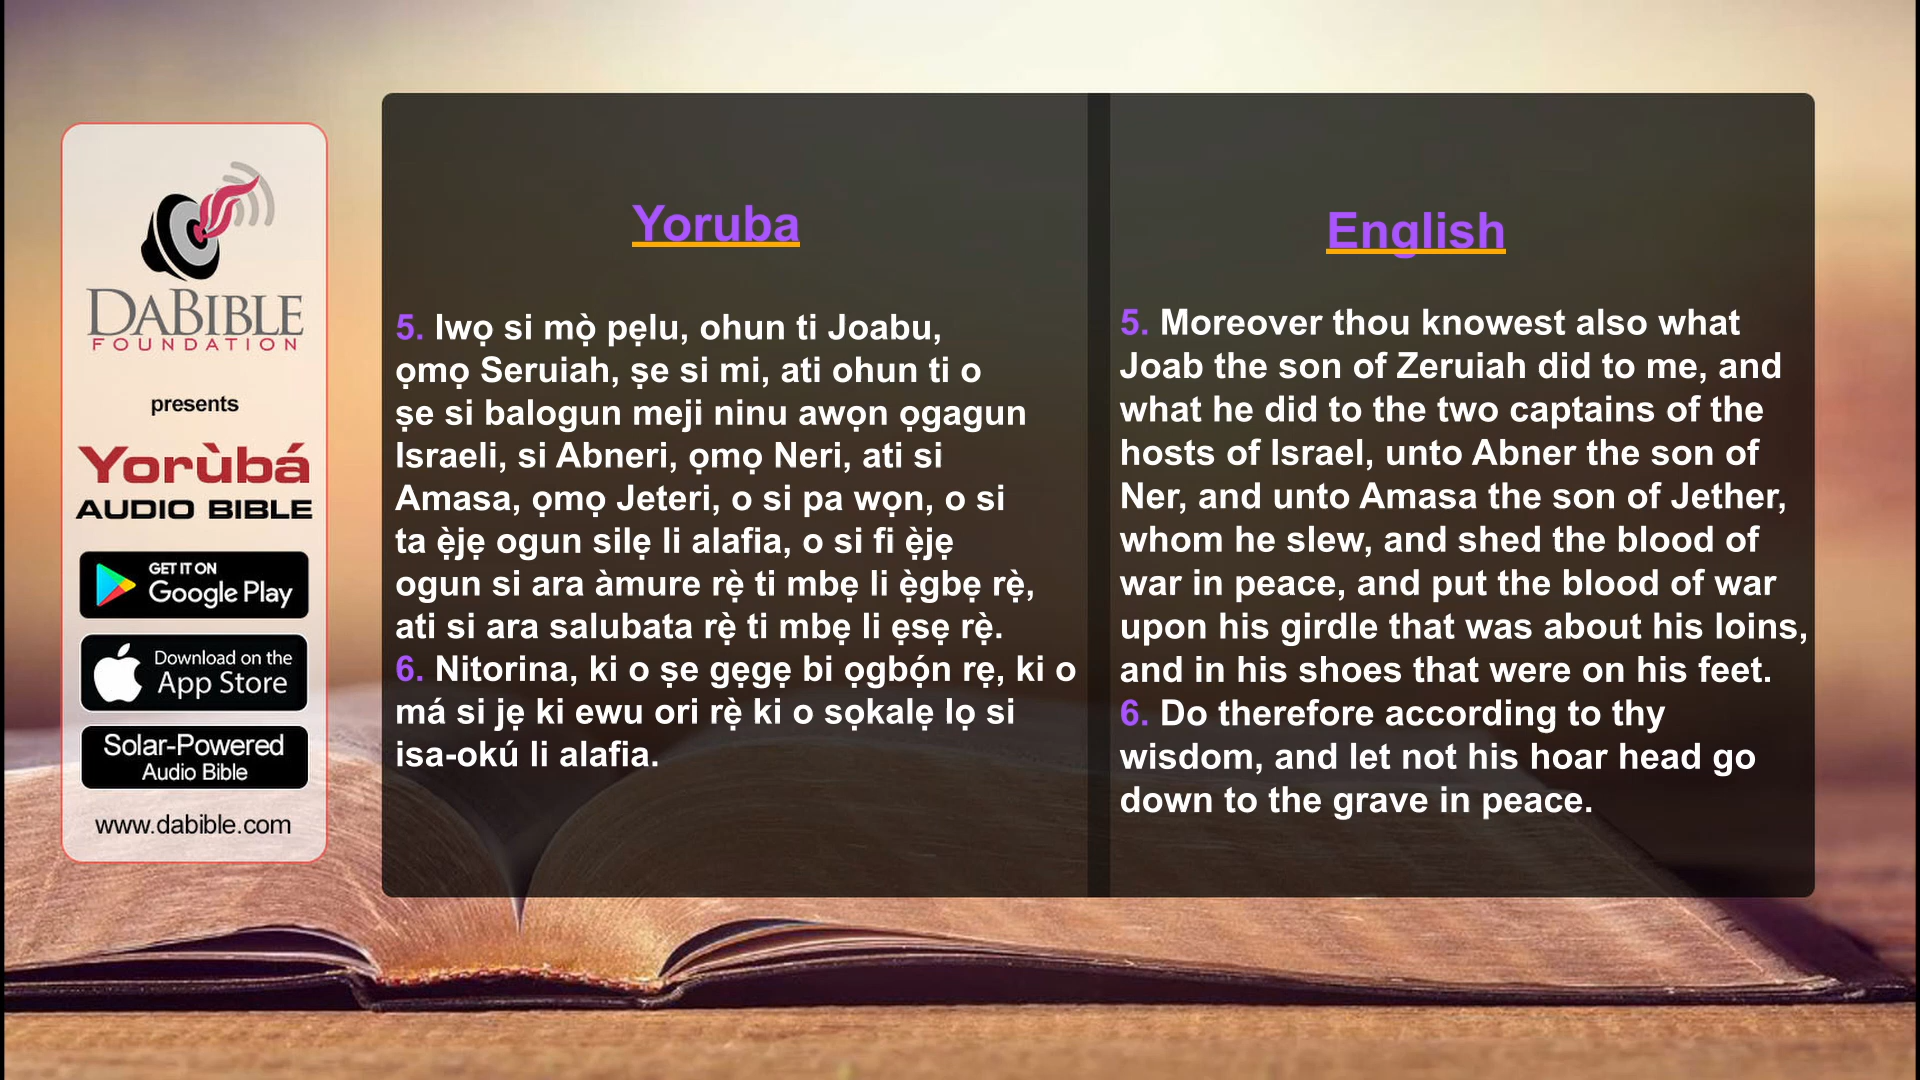 DABIBLE
FOUNDATION
presents
Yorùbá
AUDIO BIBLE
GET IT ON
Google Play
Download on the
App Store
Solar-Powered
Audio Bible
www.dabible.com
Yoruba
5. Iwọ si mọ̀ pẹlu, ohun ti Joabu,
ọmọ Seruiah, ṣe si mi, ati ohun ti o
ṣe si balogun meji ninu awọn ọgagun
Israeli, si Abneri, ọmọ Neri, ati si
Amasa, ọmọ Jeteri, o si pa wọn, o si
ta ẹ̀jẹ ogun silẹ li alafia, o si fi ẹ̀jẹ
ogun si ara àmure rẹ̀ ti mbẹ li ẹ̀gbẹ rẹ̀,
ati si ara salubata rẹ̀ ti mbẹ li ẹsẹ rẹ̀.
6. Nitorina, ki o ṣe gẹgẹ bi ọgbọ́n rẹ, ki o
má si jẹ ki ewu ori rẹ̀ ki o sọkalẹ lọ si
isa-okú li alafia.
English
5. Moreover thou knowest also what
Joab the son of Zeruiah did to me, and
what he did to the two captains of the
hosts of Israel, unto Abner the son of
Ner, and unto Amasa the son of Jether,
whom he slew, and shed the blood of
war in peace, and put the blood of war
upon his girdle that was about his loins,
and in his shoes that were on his feet.
6. Do therefore according to thy
wisdom, and let not his hoar head go
down to the grave in peace.